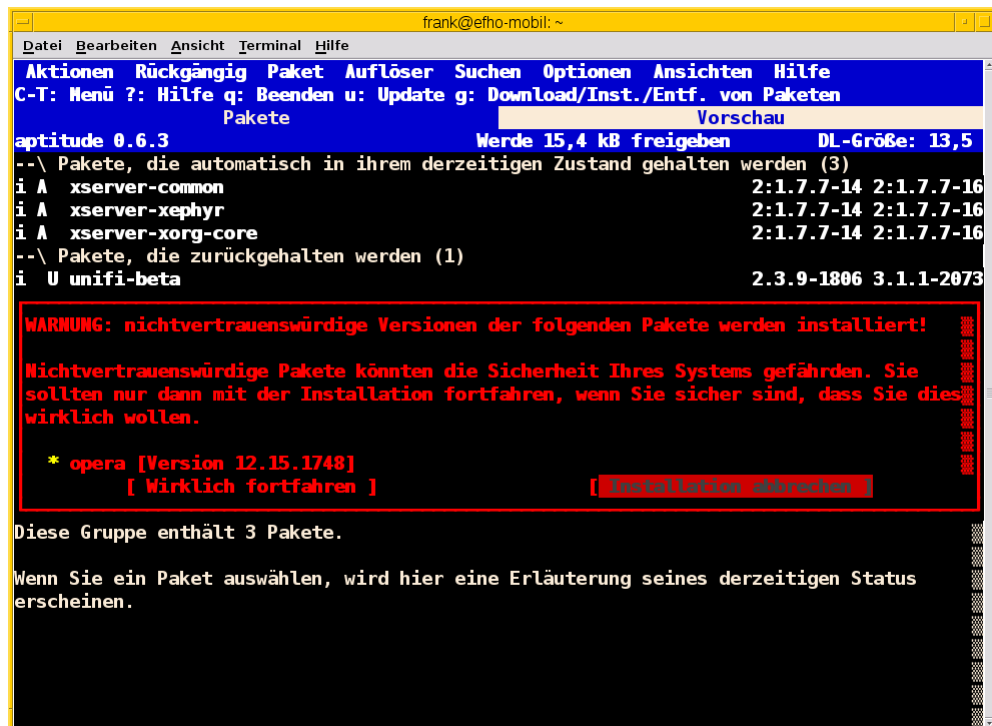 frank@efho-mobil: ~
Datei Bearbeiten Ansicht Terminal Hilfe
Aktionen Rückgängig Paket Auflöser Suchen Optionen Ansichten Hilfe
C-T: Menü ?: Hilfe q: Beenden u: Update g: Download/Inst./Entf. von Paketen
Pakete Vorschau
aptitude 0.6.3 Werde 15,4 kB freigeben DL-Größe: 13,5
--\ Pakete, die automatisch in ihrem derzeitigen Zustand gehalten werden (3)
i A xserver-common 2:1.7.7-14 2:1.7.7-16
i A xserver-xephyr 2:1.7.7-14 2:1.7.7-16
i A xserver-xorg-core 2:1.7.7-14 2:1.7.7-16
--\ Pakete, die zurückgehalten werden (1)
i U unifi-beta 2.3.9-1806 3.1.1-2073
WARNUNG: nichtvertrauenswürdige Versionen der folgenden Pakete werden installiert!
Nichtvertrauenswürdige Pakete könnten die Sicherheit Ihres Systems gefährden. Sie
sollten nur dann mit der Installation fortfahren, wenn Sie sicher sind, dass Sie dies
wirklich wollen.
* opera [Version 12.15.1748]
[ Wirklich fortfahren ] [ Installation abbrechen ]
Diese Gruppe enthält 3 Pakete.
Wenn Sie ein Paket auswählen, wird hier eine Erläuterung seines derzeitigen Status
erscheinen.